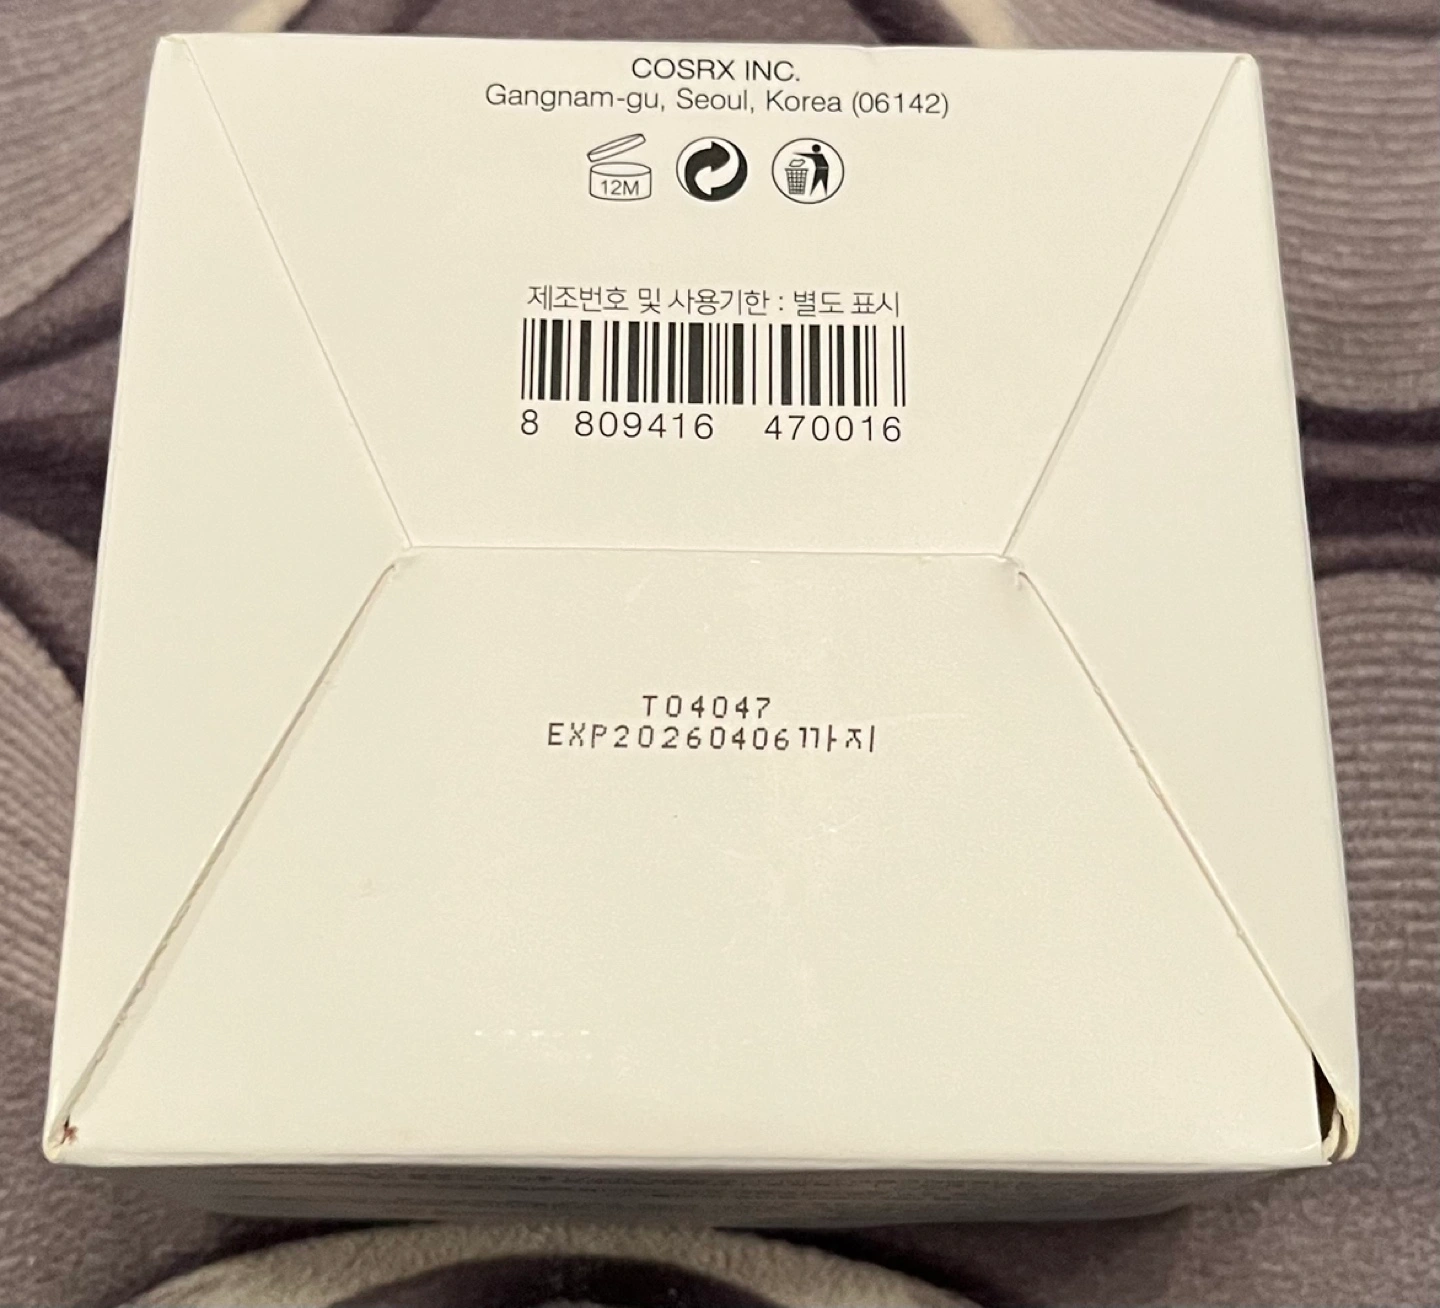 COSRX INC.
Gangnam-gu, Seoul, Korea (06142)
12M
제조번호 및 사용기한 : 별도 표시
8 809416 470016
T04047
EXP20260406까지